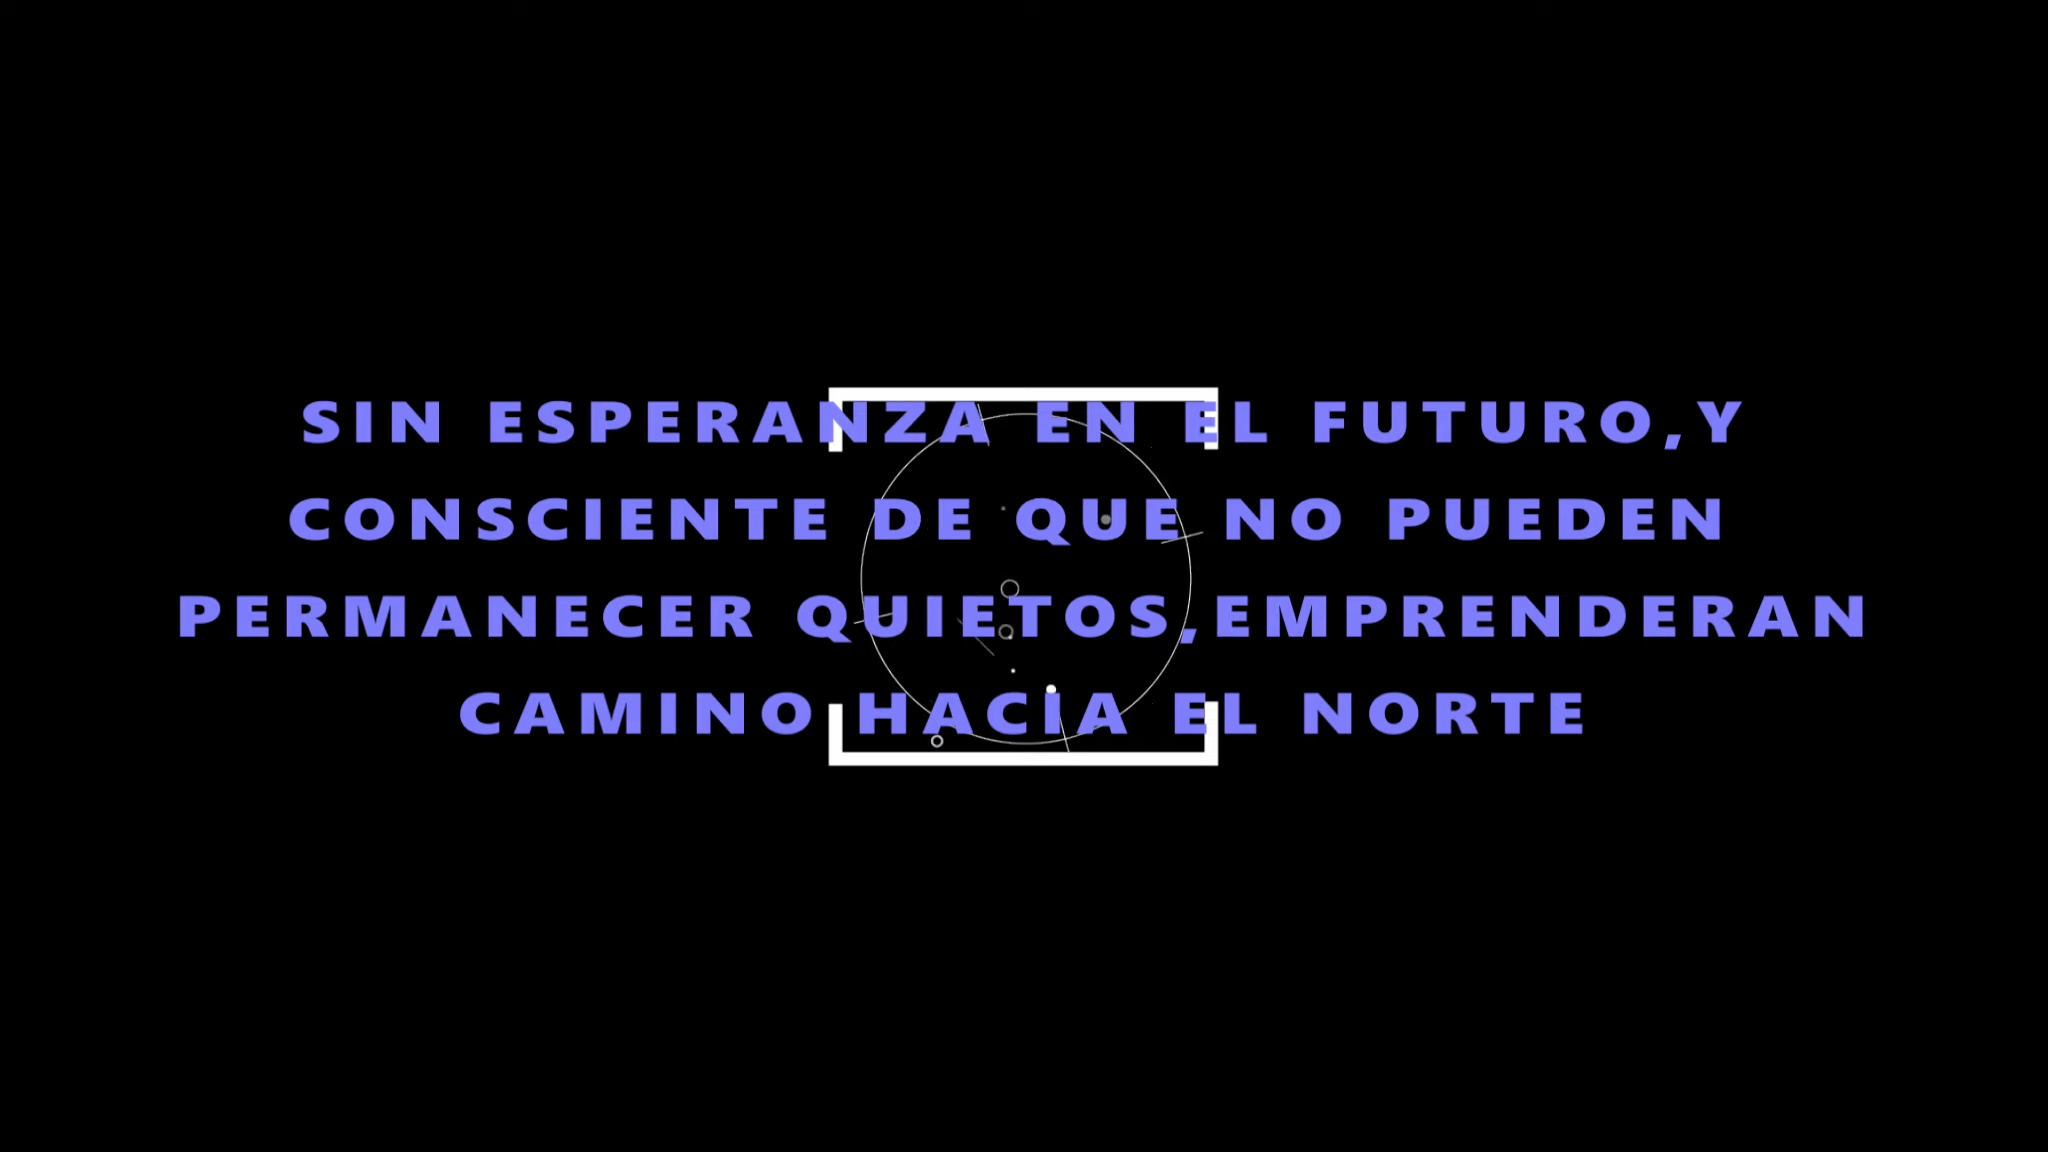 SIN ESPERANZA EN EL FUTURO,Y
CONSCIENTE DE QUE NO PUEDEN
PERMANECER QUIETOS,EMPRENDERAN
CAMINO HACIA EL NORTE